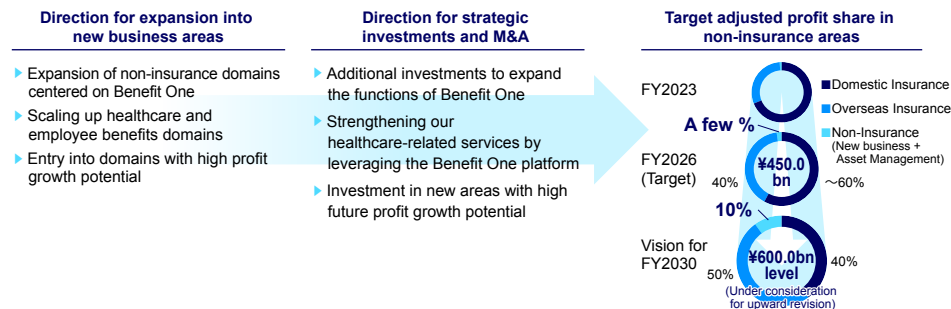 Direction for expansion into
new business areas
▶ Expansion of non-insurance domains
centered on Benefit One
▶ Scaling up healthcare and
employee benefits domains
▶ Entry into domains with high profit
growth potential
Direction for strategic
investments and M&A
▶ Additional investments to expand
the functions of Benefit One
▶ Strengthening our
healthcare-related services by
leveraging the Benefit One platform
▶ Investment in new areas with high
future profit growth potential
Target adjusted profit share in
non-insurance areas
FY2023
■ Domestic Insurance
■ Overseas Insurance
■ Non-Insurance
(New business +
Asset Management)
A few %
FY2026
(Target)
¥450.0
bn
40%
～60%
10%
Vision for
FY2030
¥600.0bn
level
50%
40%
(Under consideration
for upward revision)